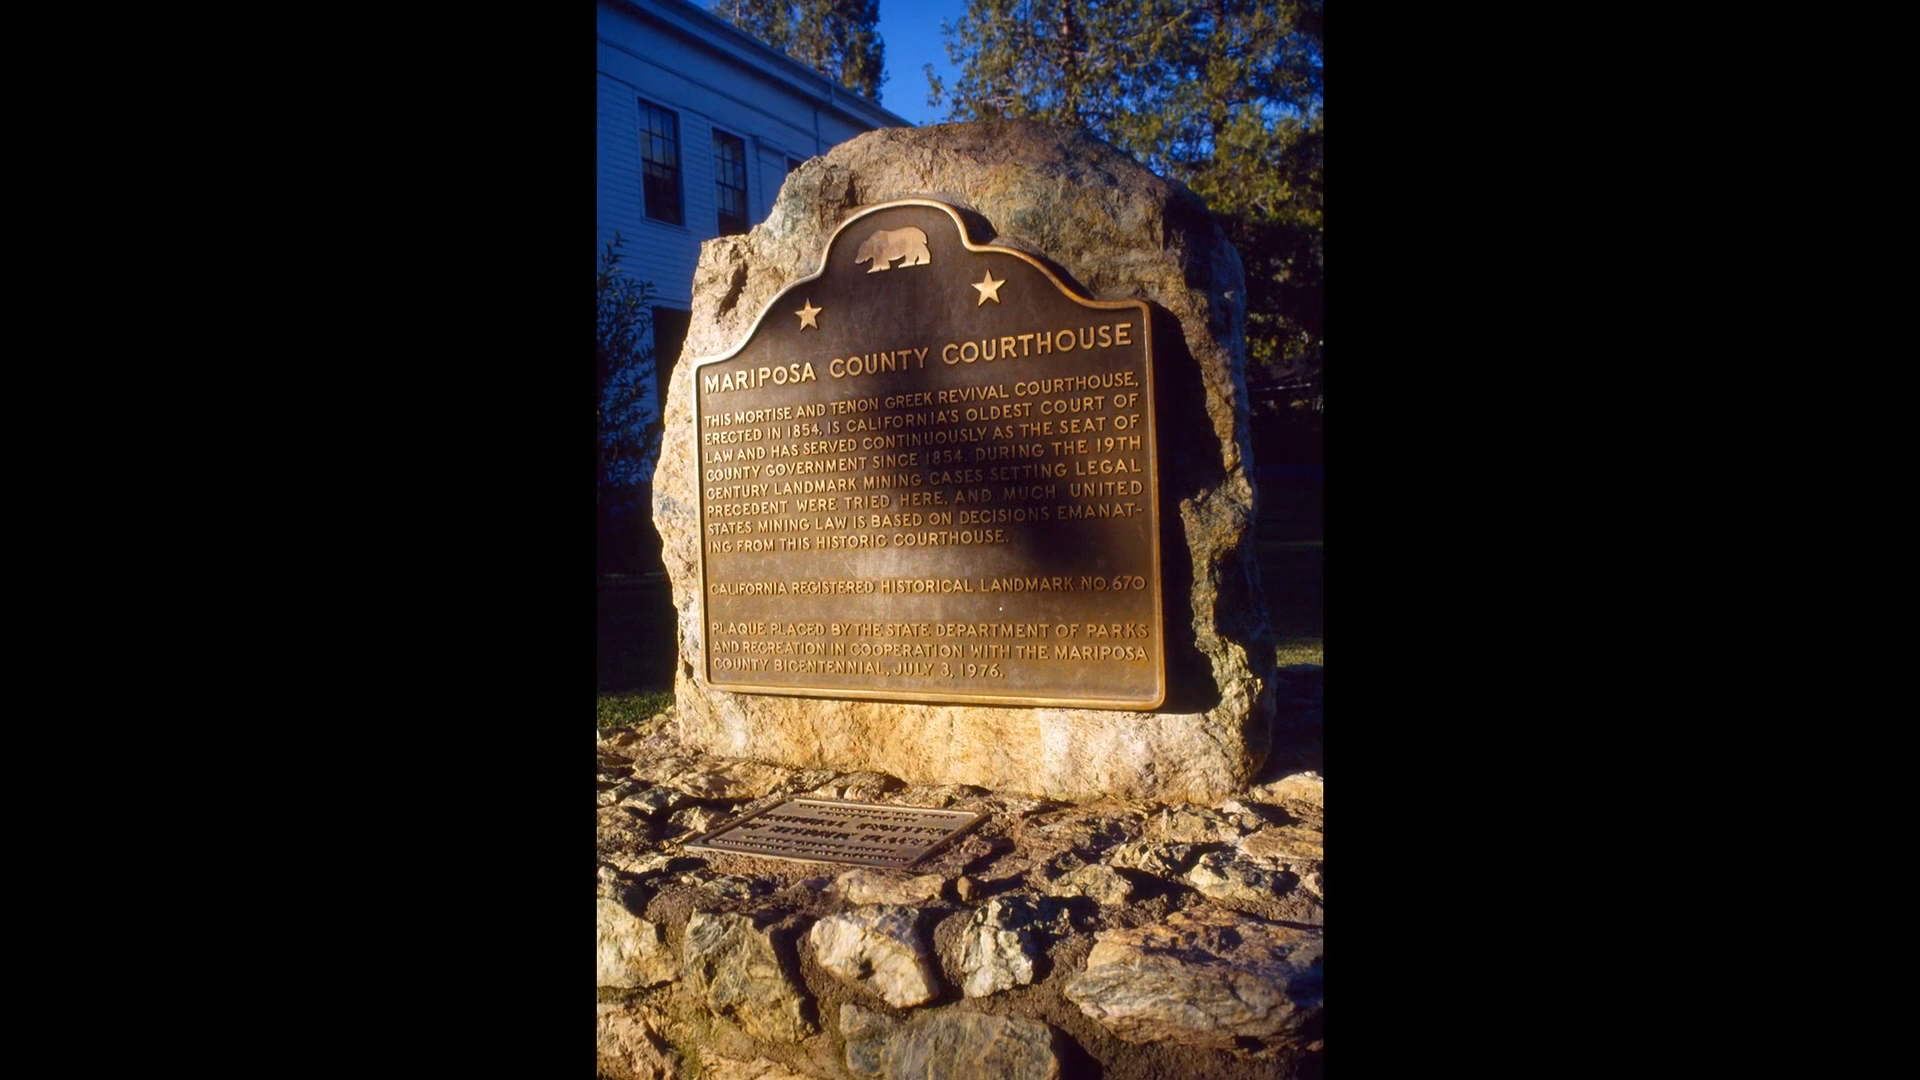 MARIPOSA COUNTY COURTHOUSE
THIS MORTISE AND TENON GREEK REVIVAL COURTHOUSE,
ERECTED IN 1854, IS CALIFORNIA'S OLDEST COURT OF
LAW AND HAS SERVED CONTINUOUSLY AS THE SEAT OF
COUNTY GOVERNMENT SINCE 1854. DURING THE 19TH
CENTURY LANDMARK MINING CASES SETTING LEGAL
PRECEDENT WERE TRIED HERE, AND MUCH UNITED
STATES MINING LAW IS BASED ON DECISIONS EMANAT-
ING FROM THIS HISTORIC COURTHOUSE.
CALIFORNIA REGISTERED HISTORICAL LANDMARK NO. 670
PLAQUE PLACED BY THE STATE DEPARTMENT OF PARKS
AND RECREATION IN COOPERATION WITH THE MARIPOSA
COUNTY BICENTENNIAL, JULY 3, 1976.